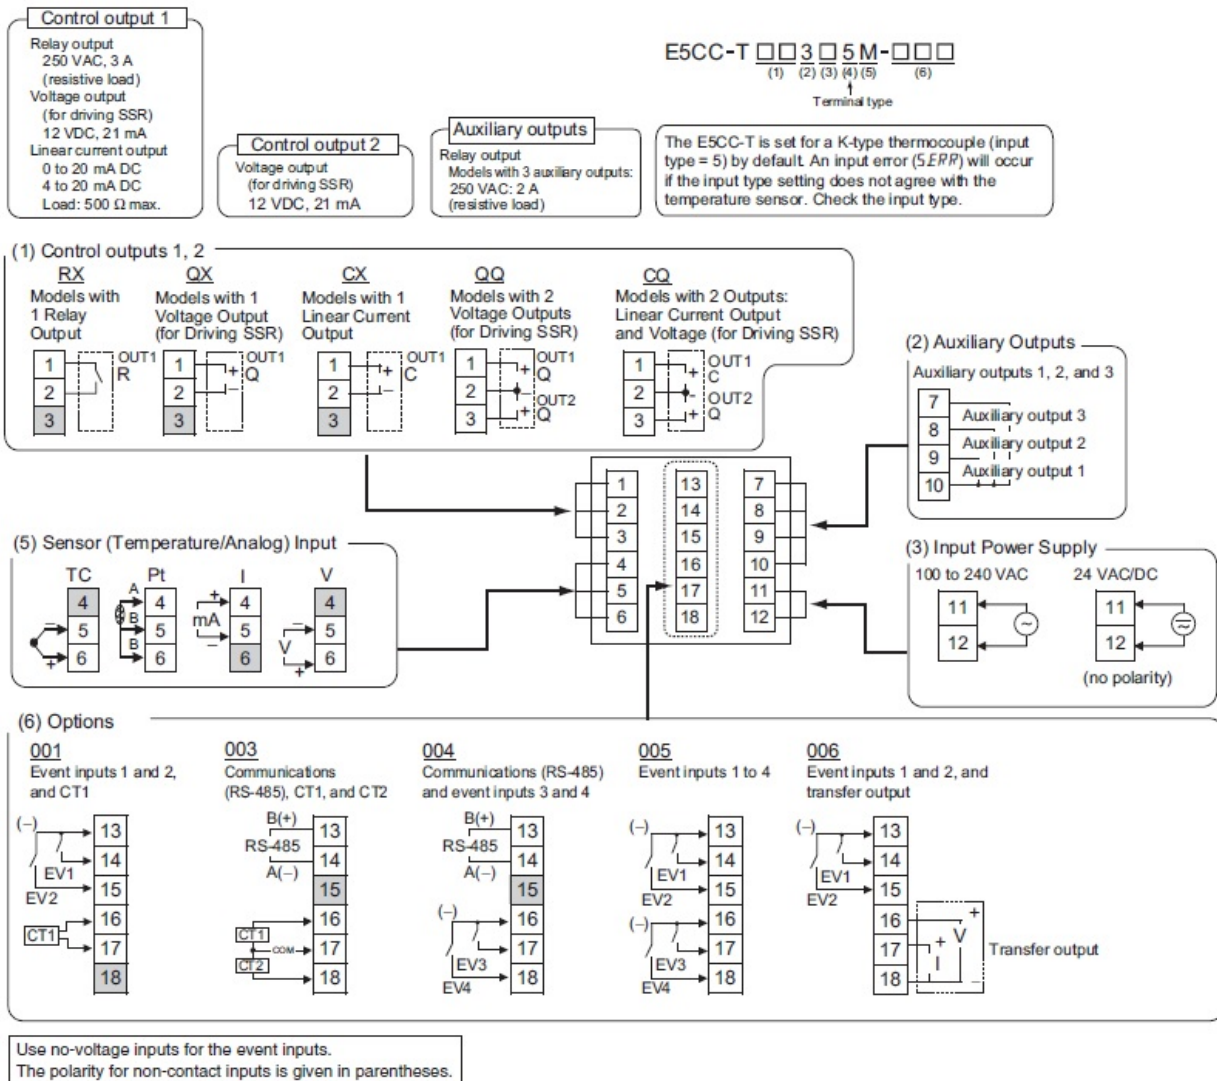 Control output 1
Relay output
250 VAC, 3 A
(resistive load)
Voltage output
(for driving SSR)
12 VDC, 21 mA
Linear current output
0 to 20 mA DC
4 to 20 mA DC
Load: 500 Ω max.
Control output 2
Voltage output
(for driving SSR)
12 VDC, 21 mA
Auxiliary outputs
Relay output
Models with 3 auxiliary outputs:
250 VAC: 2 A
(resistive load)
E5CC-T □□ 3 □ 5 M-□□□
(1) (2) (3) (4) (5) (6)
Terminal type
The E5CC-T is set for a K-type thermocouple (input
type = 5) by default. An input error (S.ERR) will occur
if the input type setting does not agree with the
temperature sensor. Check the input type.
(1) Control outputs 1, 2
RX
Models with
1 Relay
Output
1
2
3
OUT1
R
QX
Models with 1
Voltage Output
(for Driving SSR)
1
2
3
+
−
OUT1
Q
CX
Models with 1
Linear Current
Output
1
2
3
+
−
OUT1
C
QQ
Models with 2
Voltage Outputs
(for Driving SSR)
1
2
3
+
−
+
OUT1
Q
OUT2
Q
CQ
Models with 2 Outputs:
Linear Current Output
and Voltage (for Driving SSR)
1
2
3
+
-
+
OUT1
C
OUT2
Q
(2) Auxiliary Outputs
Auxiliary outputs 1, 2, and 3
7
8
9
10
Auxiliary output 3
Auxiliary output 2
Auxiliary output 1
1
2
3
4
5
6
13
14
15
16
17
18
7
8
9
10
11
12
(5) Sensor (Temperature/Analog) Input
TC
4
5
6
−
+
Pt
A
B
B
4
5
6
I
+
mA
−
4
5
6
V
−
V
+
4
5
6
(3) Input Power Supply
100 to 240 VAC
11
12
24 VAC/DC
11
12
(no polarity)
(6) Options
001
Event inputs 1 and 2,
and CT1
(−)
EV1
EV2
CT1
13
14
15
16
17
18
003
Communications
(RS-485), CT1, and CT2
B(+)
RS-485
A(−)
CT1
COM
CT2
13
14
15
16
17
18
004
Communications (RS-485)
and event inputs 3 and 4
B(+)
RS-485
A(−)
(−)
EV3
EV4
13
14
15
16
17
18
005
Event inputs 1 to 4
(−)
EV1
EV2
(−)
EV3
EV4
13
14
15
16
17
18
006
Event inputs 1 and 2, and
transfer output
(−)
EV1
EV2
13
14
15
16
17
18
+
V
+
I
−
Transfer output
Use no-voltage inputs for the event inputs.
The polarity for non-contact inputs is given in parentheses.